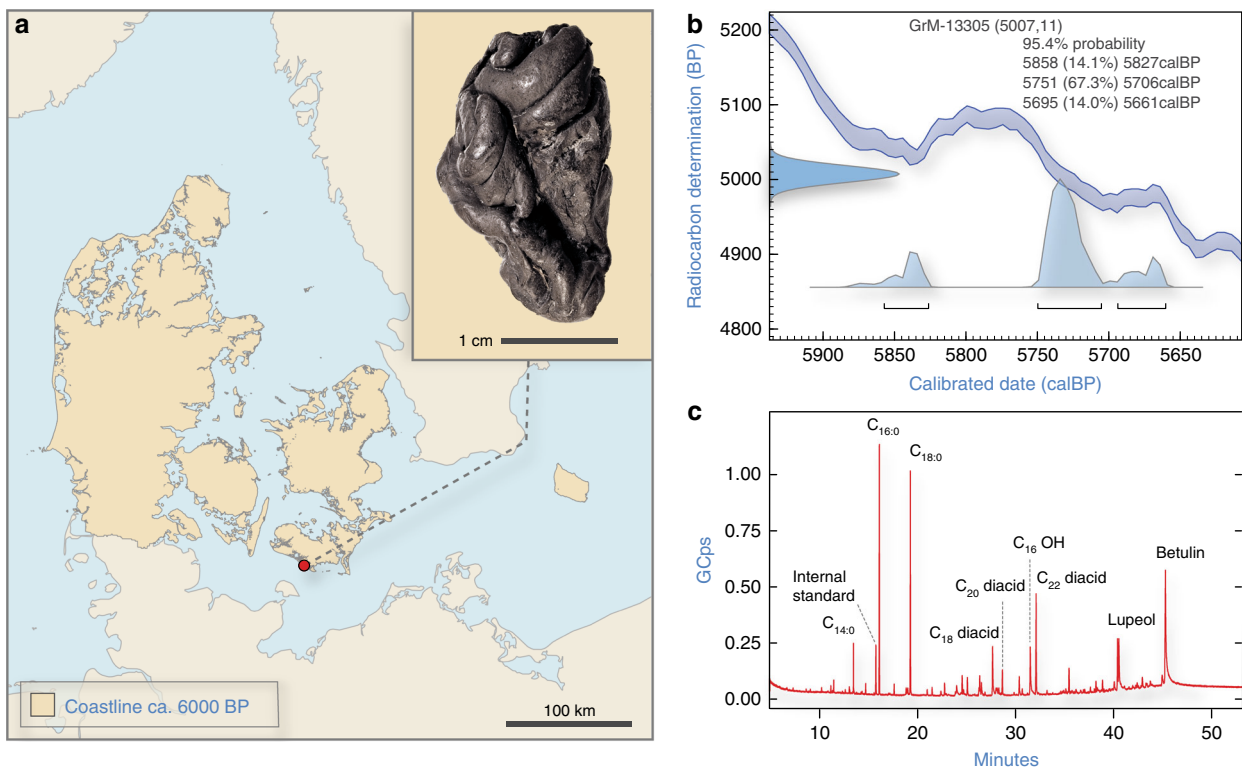 a
1 cm
Coastline ca. 6000 BP
100 km
b
GrM-13305 (5007,11)
95.4% probability
5858 (14.1%) 5827calBP
5751 (67.3%) 5706calBP
5695 (14.0%) 5661calBP
Radiocarbon determination (BP)
5200
5100
5000
4900
4800
5900
5850
5800
5750
5700
5650
Calibrated date (calBP)
c
GCps
1.00
0.75
0.50
0.25
0.00
C16:0
C18:0
C16 OH
Betulin
Internal
standard
C20 diacid
C22 diacid
C14:0
C18 diacid
Lupeol
10
20
30
40
50
Minutes